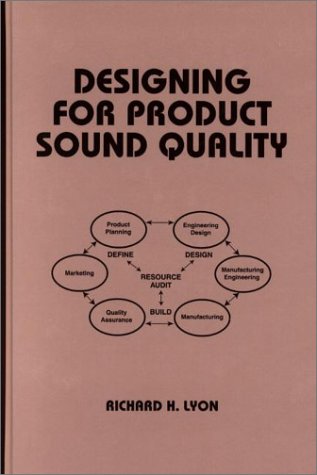 DESIGNING
FOR PRODUCT
SOUND QUALITY
Product
Planning
Engineering
Design
DEFINE
DESIGN
Marketing
RESOURCE
AUDIT
Manufacturing
Engineering
Quality
Assurance
BUILD
Manufacturing
RICHARD H. LYON